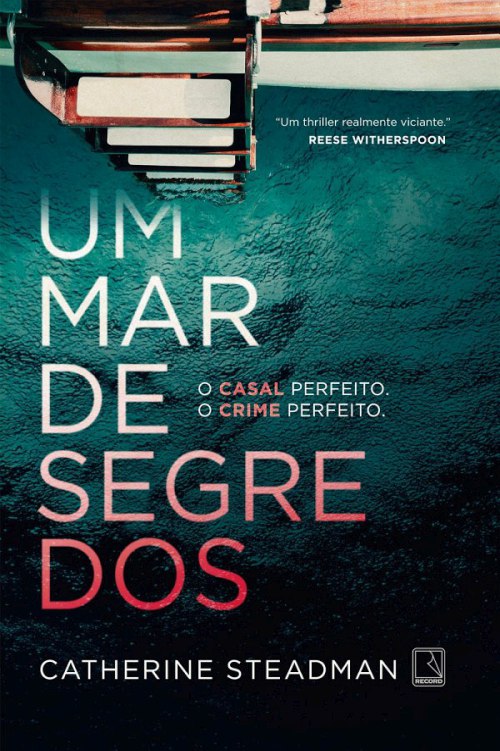 "Um thriller realmente viciante."
REESE WITHERSPOON
UM
MAR
DE
SEGRE
DOS
O CASAL PERFEITO.
O CRIME PERFEITO.
CATHERINE STEADMAN
RECORD